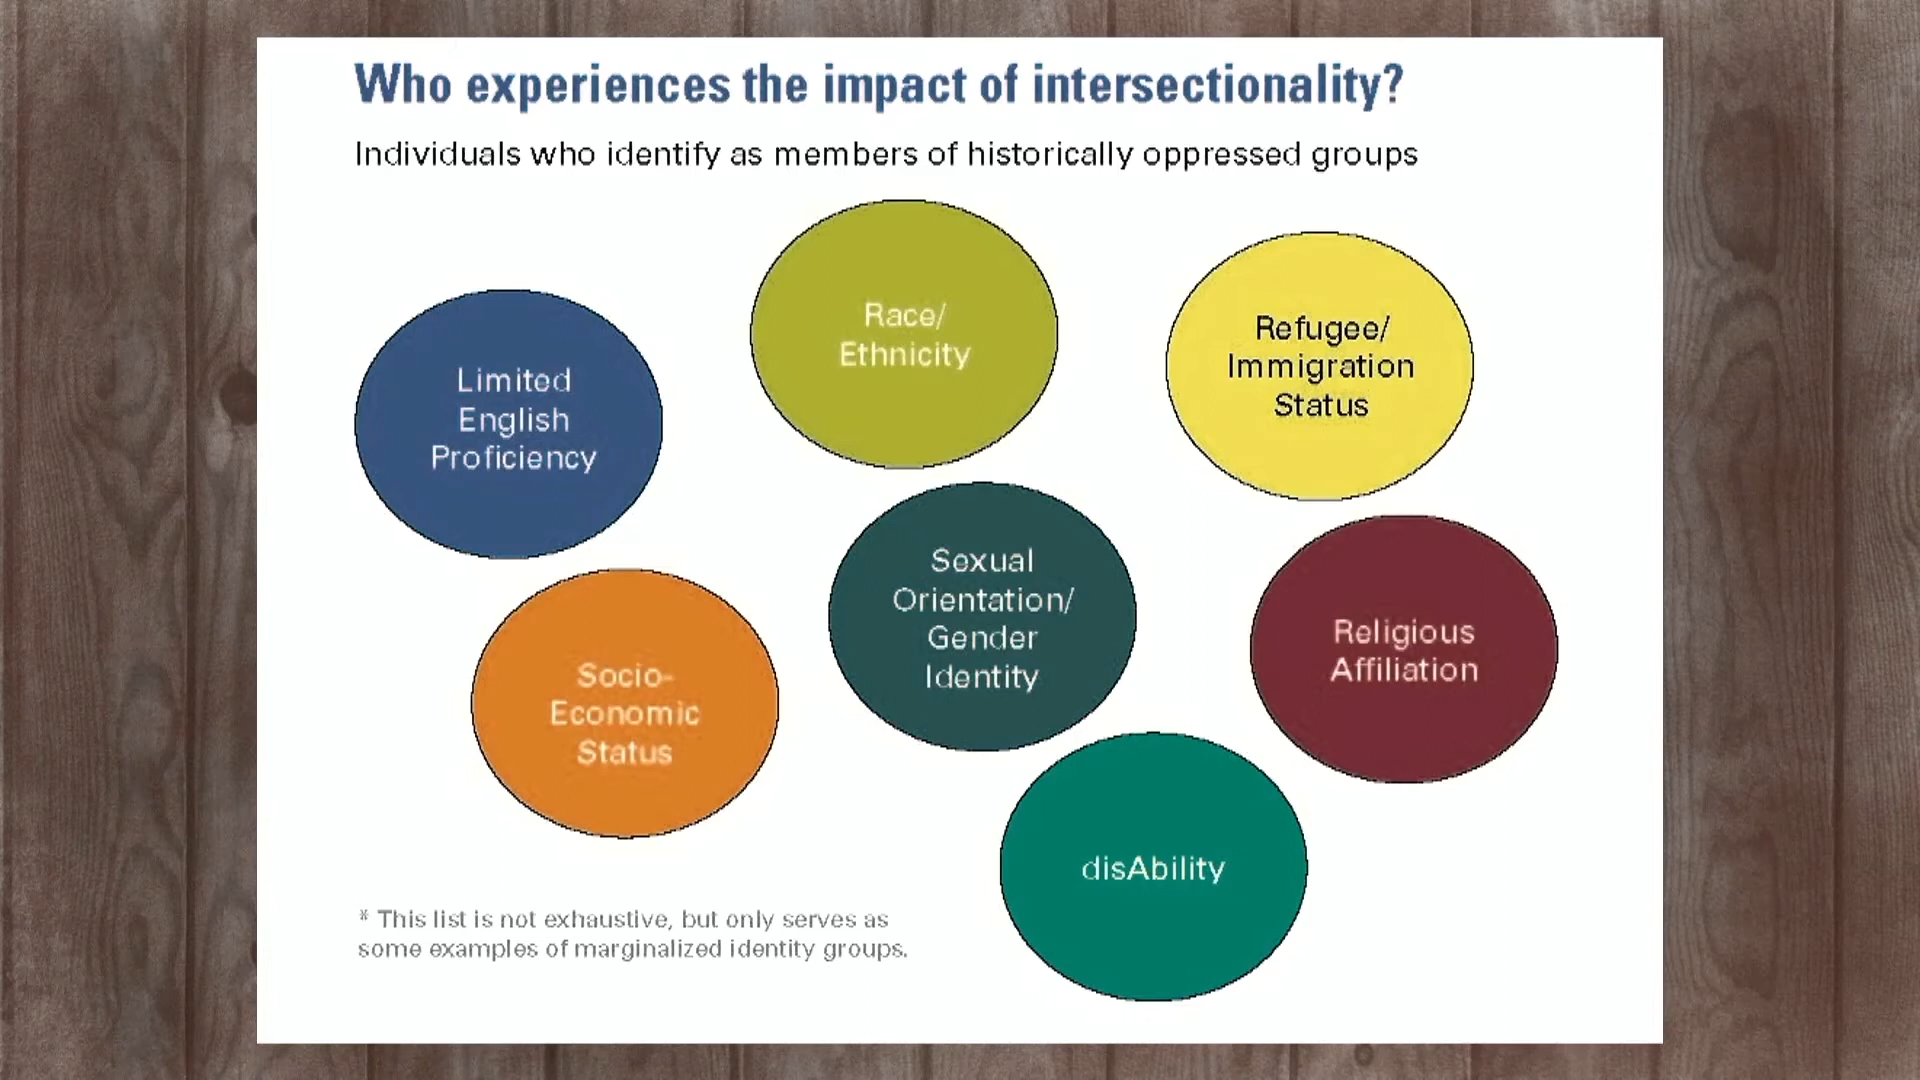 Who experiences the impact of intersectionality?
Individuals who identify as members of historically oppressed groups
Limited
English
Proficiency
Race/
Ethnicity
Refugee/
Immigration
Status
Socio-
Economic
Status
Sexual
Orientation/
Gender
Identity
Religious
Affiliation
disAbility
* This list is not exhaustive, but only serves as
some examples of marginalized identity groups.